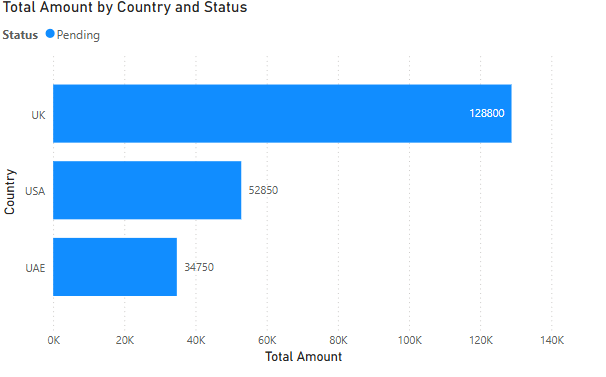 Total Amount by Country and Status
Status Pending
Country
UK 128800
USA 52850
UAE 34750
0K 20K 40K 60K 80K 100K 120K 140K
Total Amount